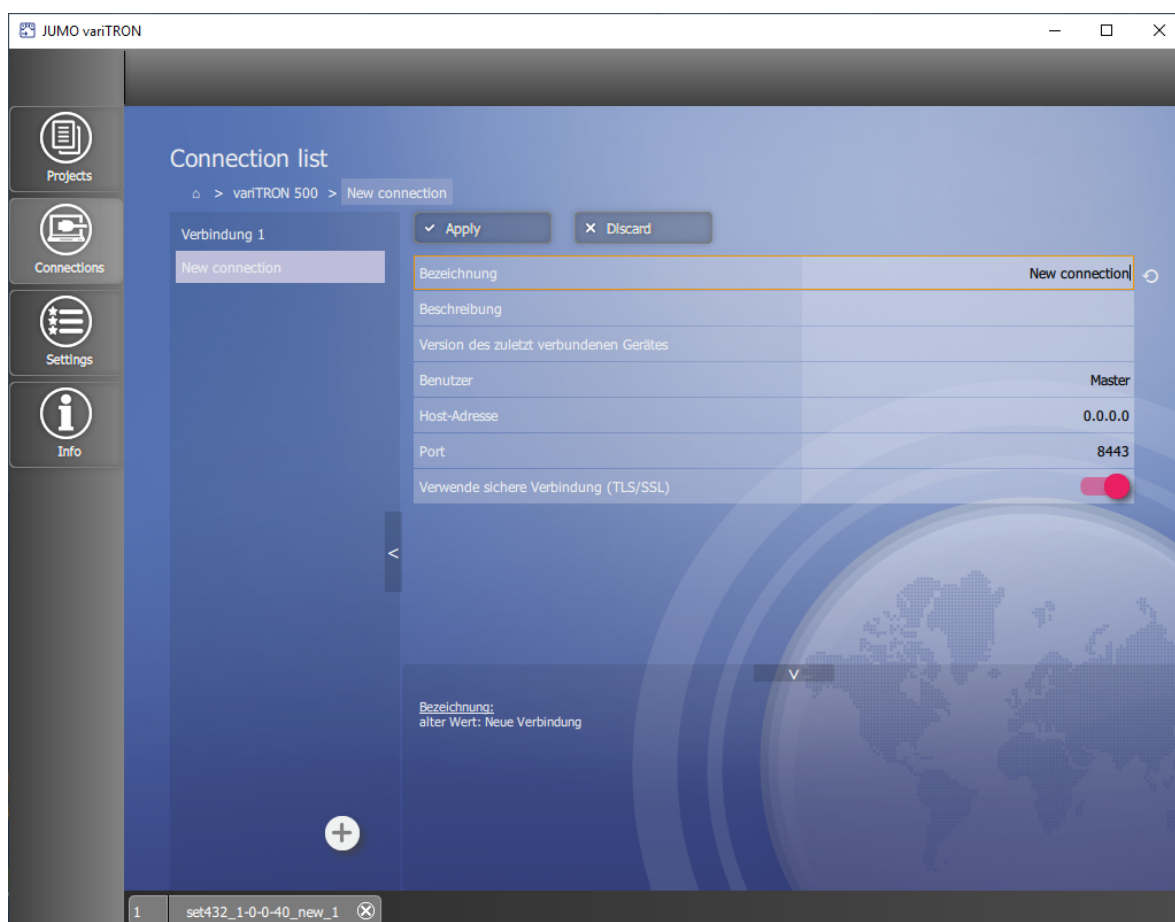 JUMO variTRON
Projects
Connections
Settings
Info
Connection list
> variTRON 500 > New connection
Verbindung 1
New connection
Apply
Discard
Bezeichnung New connection
Beschreibung
Version des zuletzt verbundenen Gerätes
Benutzer Master
Host-Adresse 0.0.0.0
Port 8443
Verwende sichere Verbindung (TLS/SSL)
<
v
Bezeichnung:
alter Wert: Neue Verbindung
1 set432_1-0-0-40_new_1